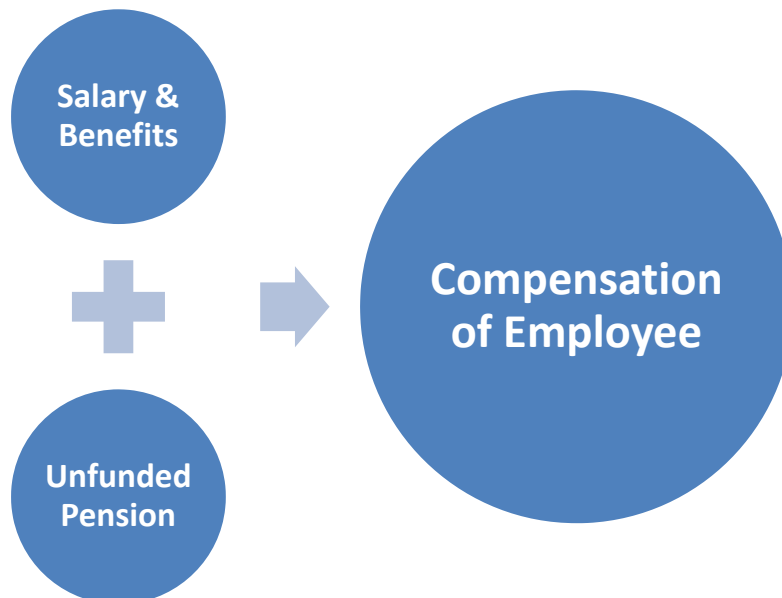 Salary &
Benefits
Unfunded
Pension
Compensation
of Employee